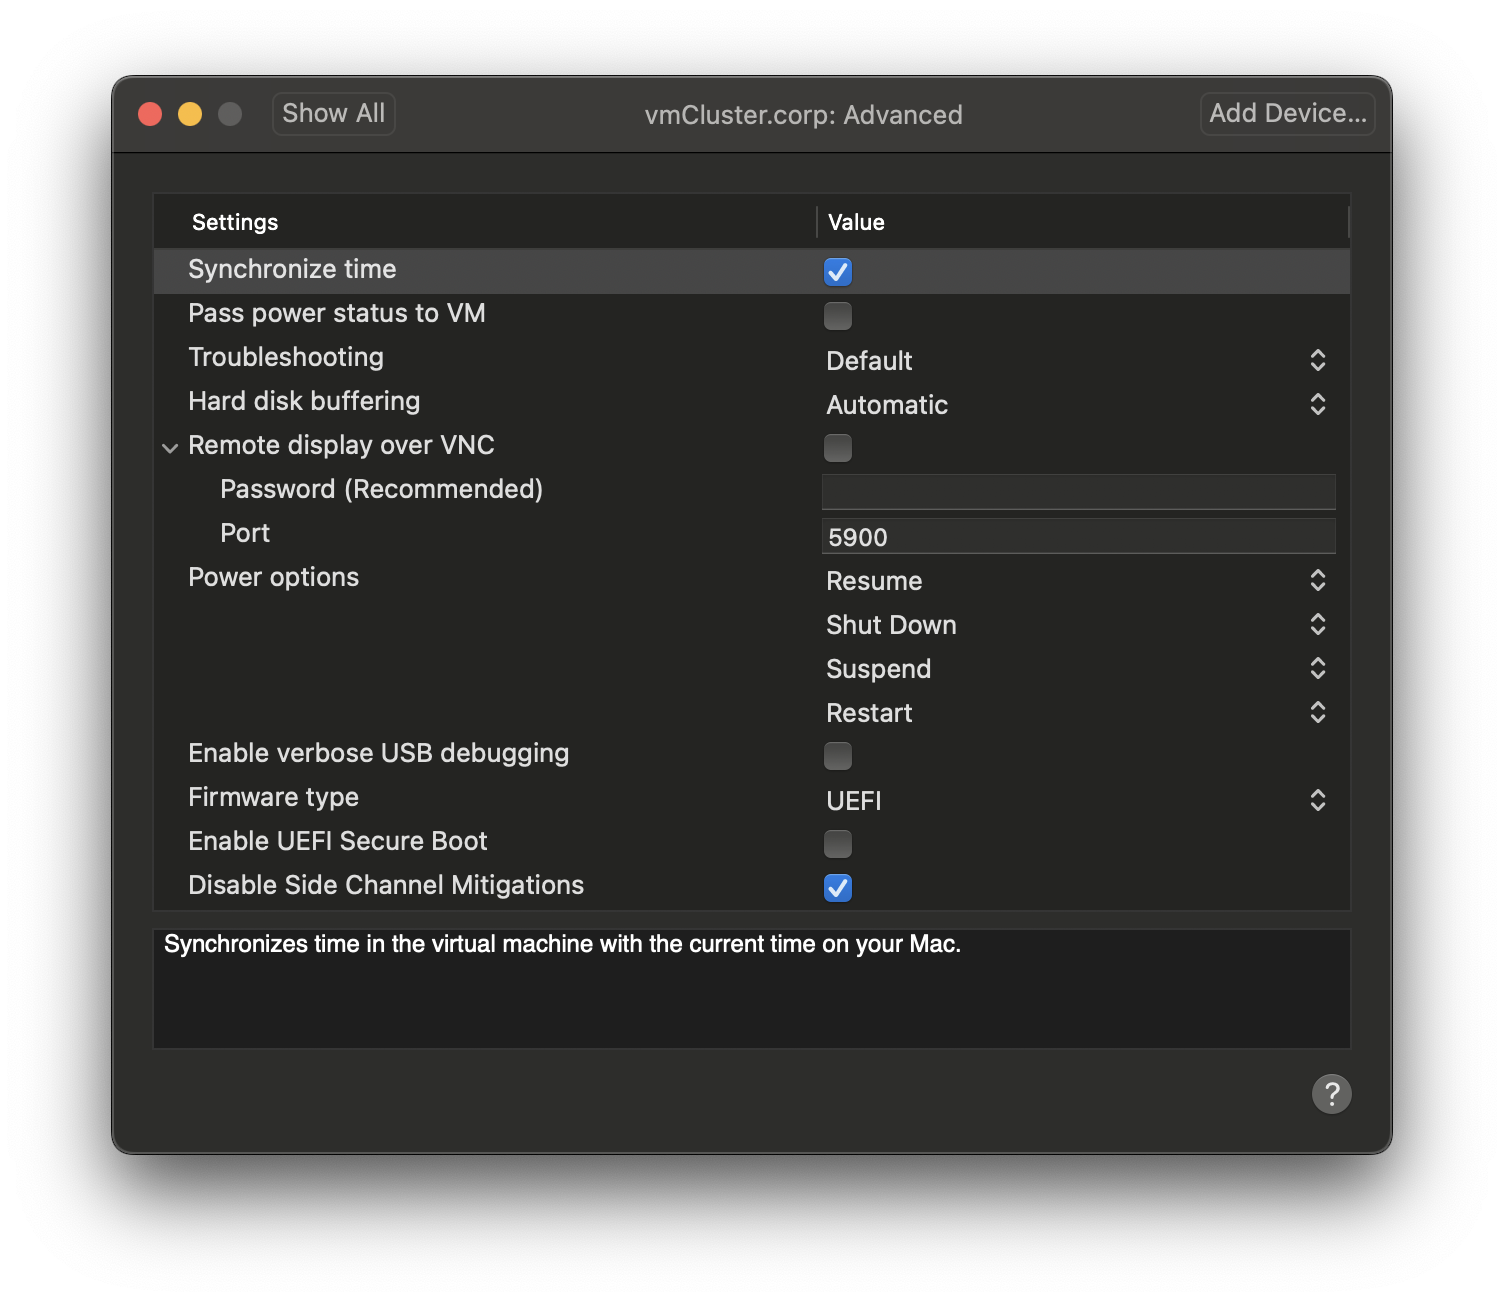 Show All
vmCluster.corp: Advanced
Add Device...
Settings Value
Synchronize time
Pass power status to VM
Troubleshooting Default
Hard disk buffering Automatic
Remote display over VNC
Password (Recommended)
Port 5900
Power options Resume
Shut Down
Suspend
Restart
Enable verbose USB debugging
Firmware type UEFI
Enable UEFI Secure Boot
Disable Side Channel Mitigations
Synchronizes time in the virtual machine with the current time on your Mac.
?